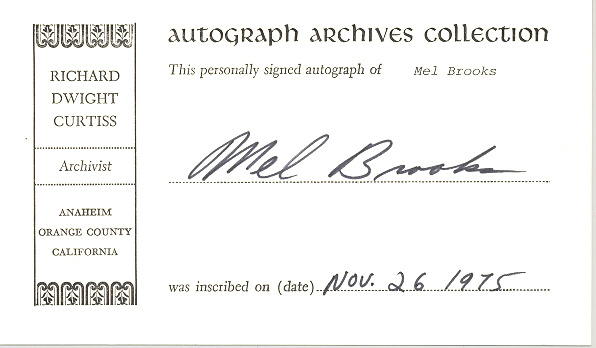 RICHARD
DWIGHT
CURTISS
Archivist
ANAHEIM
ORANGE COUNTY
CALIFORNIA
autograph archives collection
This personally signed autograph of Mel Brooks
Mel Brooks
was inscribed on (date) Nov. 26 1975